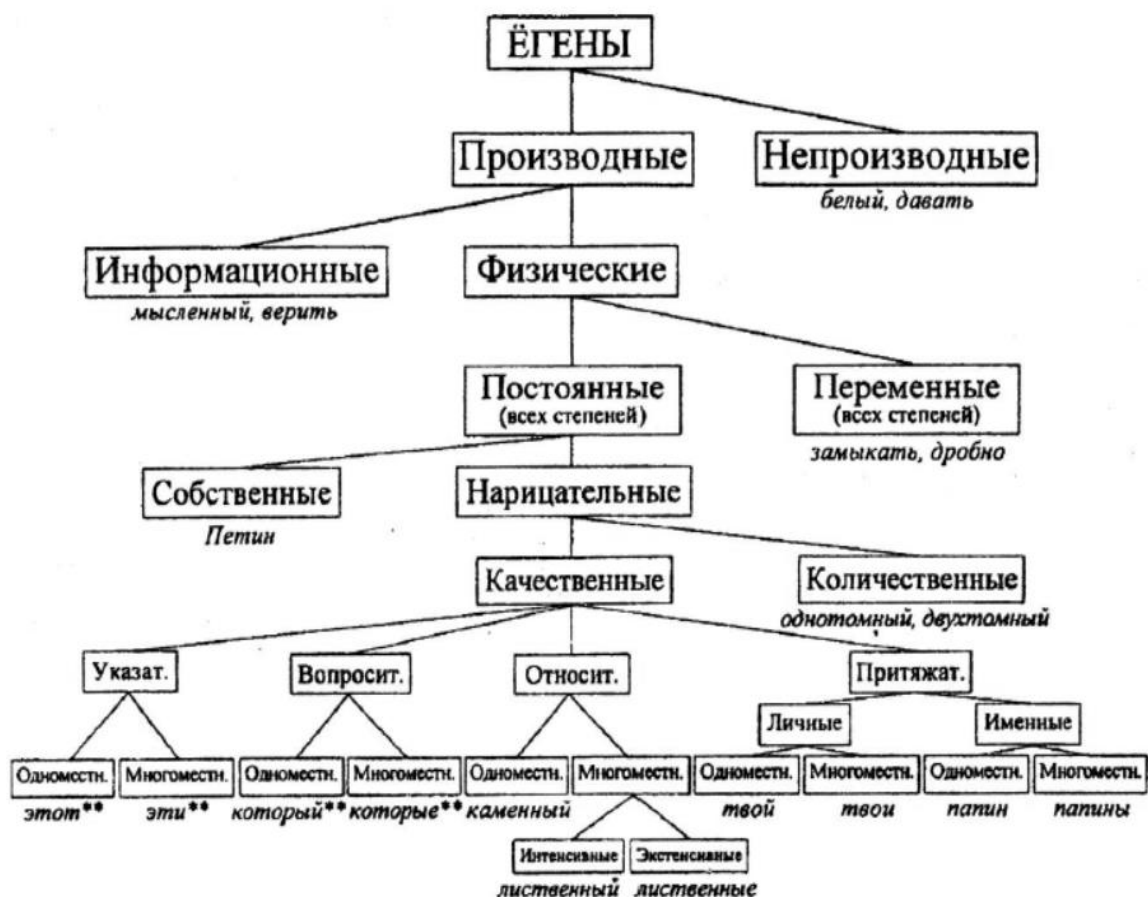 ЁГЕНЫ
Производные
Непроизводные
белый, давать
Информационные
мысленный, верить
Физические
Постоянные
(всех степеней)
Переменные
(всех степеней)
замыкать, дробно
Собственные
Петин
Нарицательные
Качественные
Количественные
однотомный, двухтомный
Указат.
Вопросит.
Относит.
Притяжат.
Личные
Именные
Одноместн.
этот**
Многоместн.
эти**
Одноместн.
который**
Многоместн.
которые**
Одноместн.
каменный
Многоместн.
Одноместн.
твой
Многоместн.
твои
Одноместн.
папин
Многоместн.
папины
Интенсивные
лиственный
Экстенсивные
лиственные